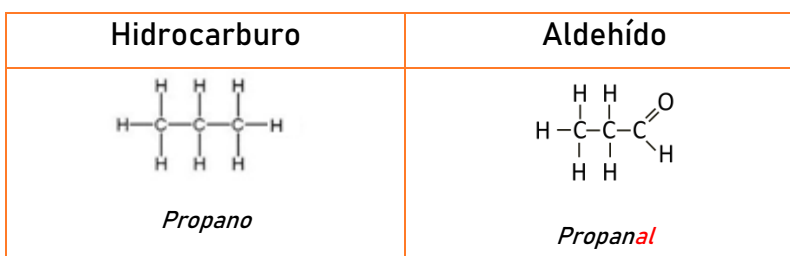 Hidrocarburo
Aldehído
H H H
H-C-C-C-H
H H H
Propano
H H O
H-C-C-C
H
H H
Propanal